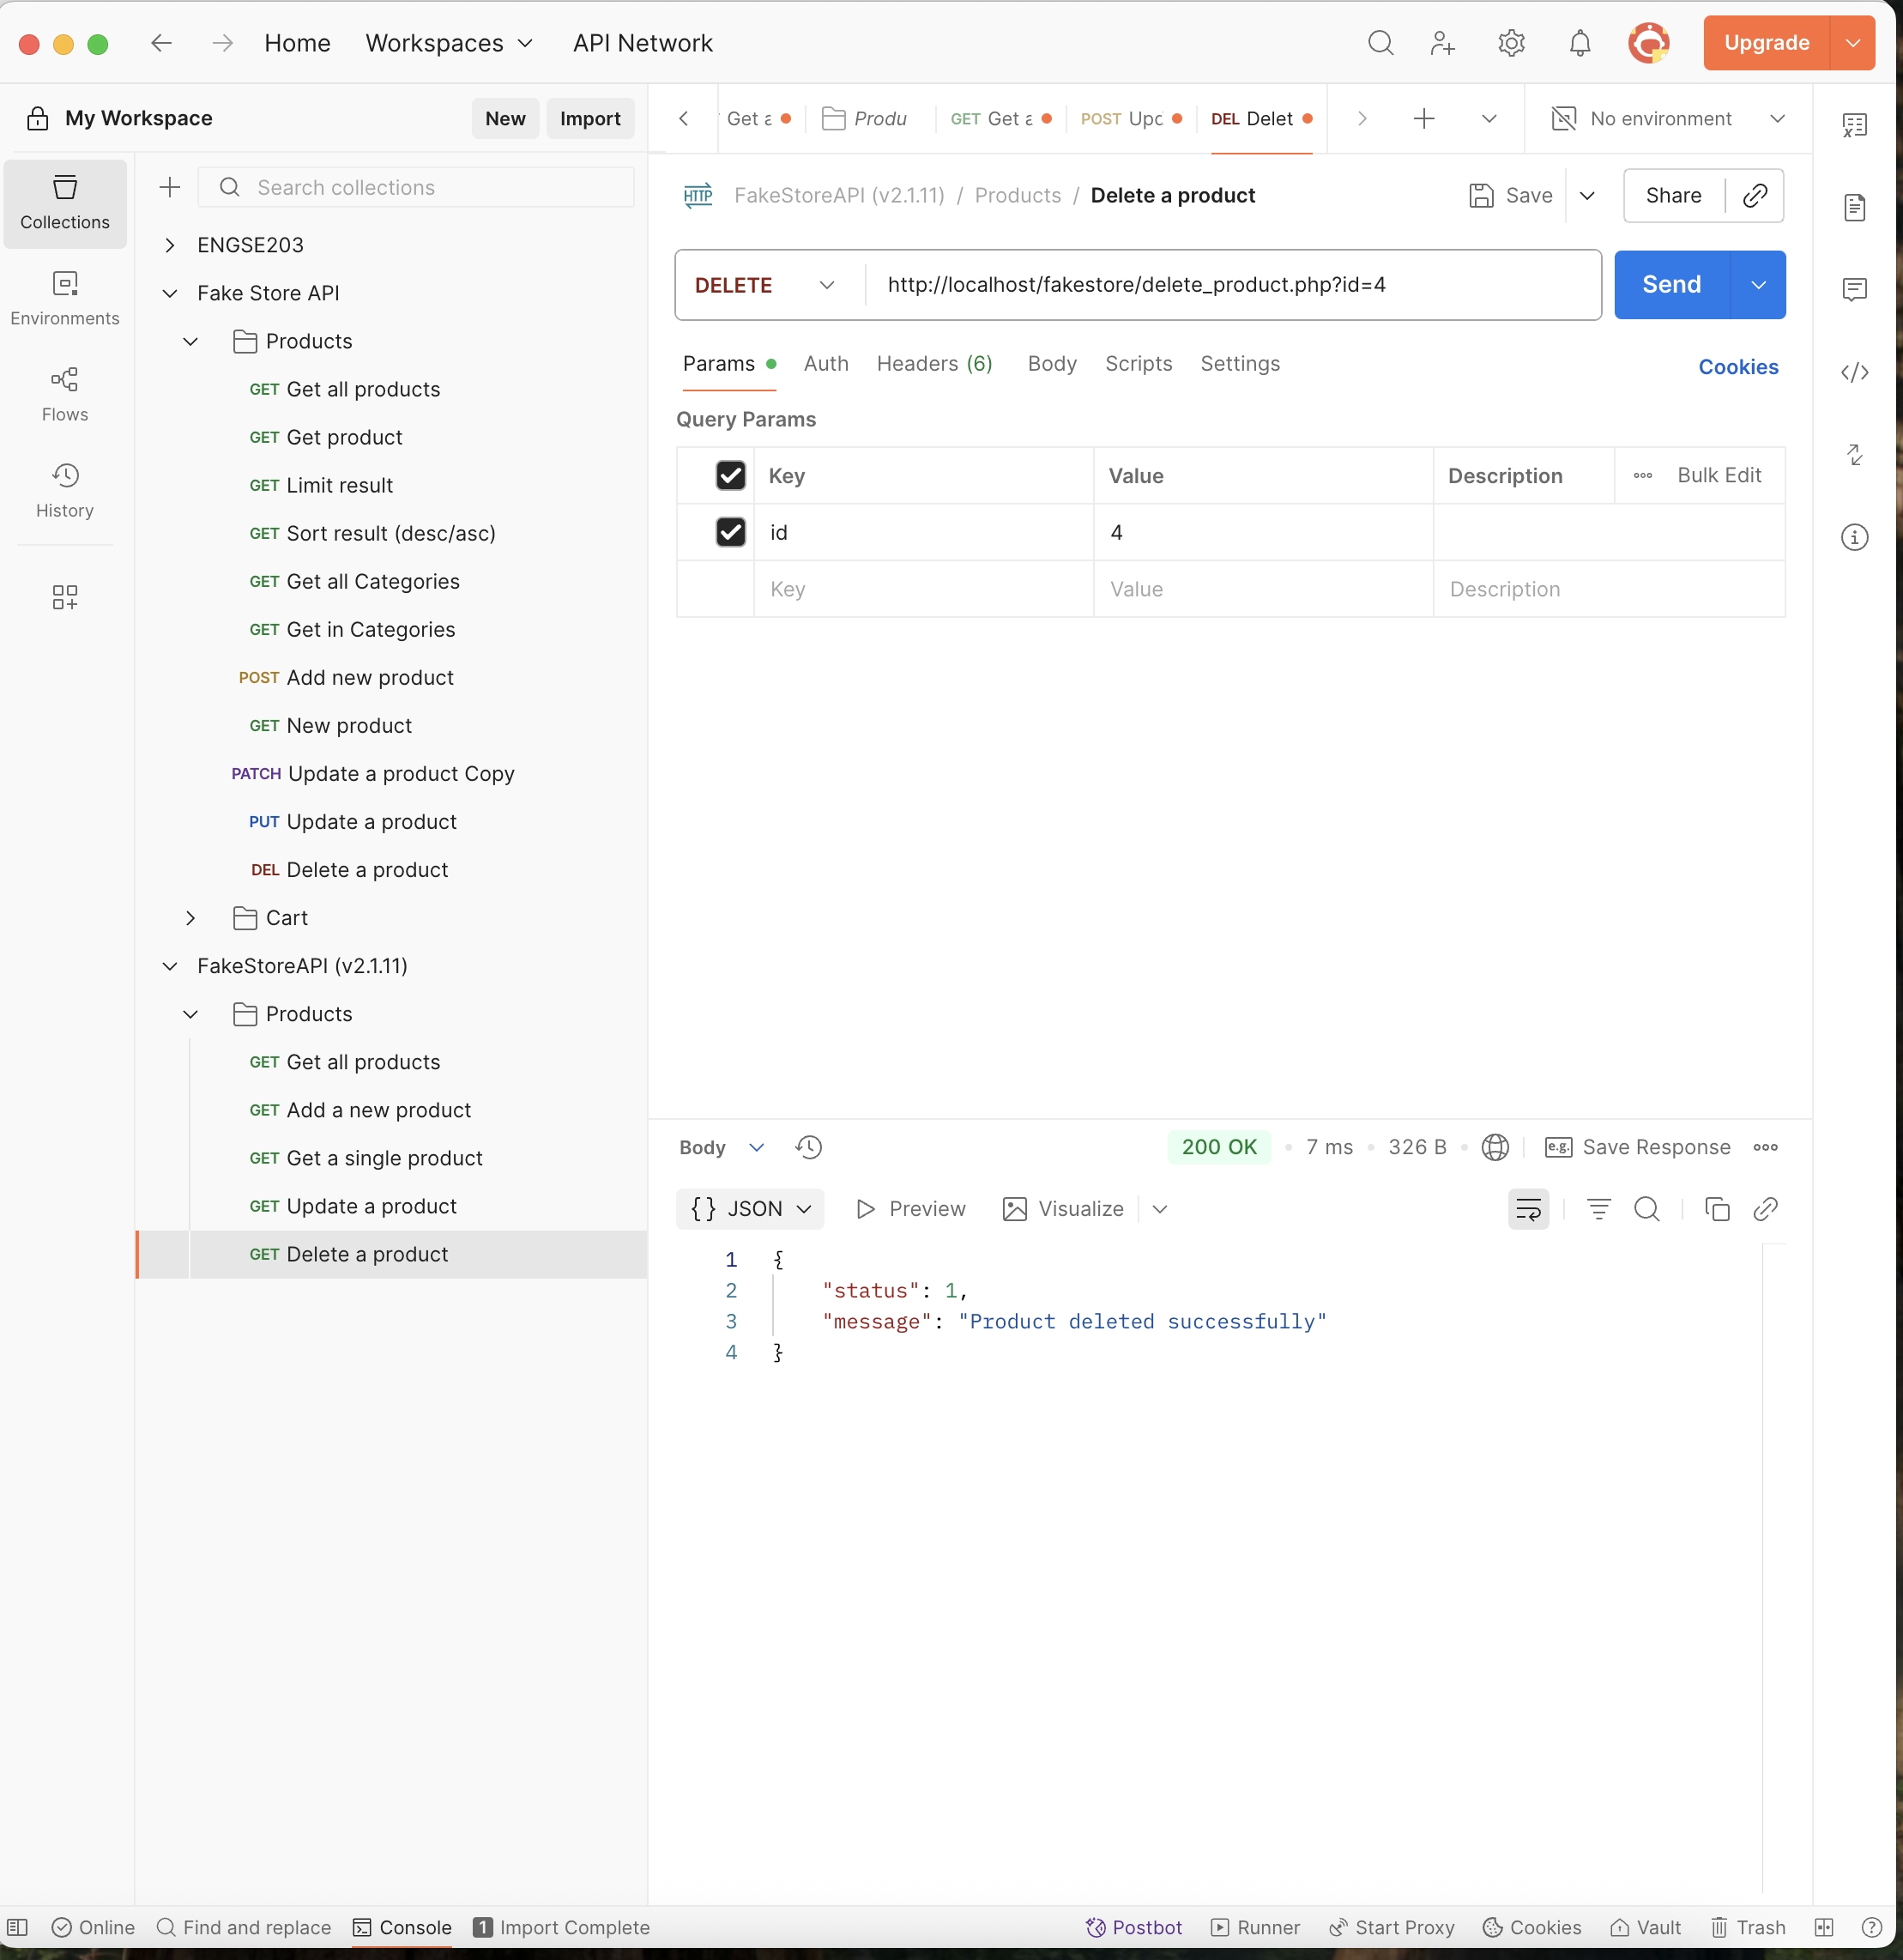 Home Workspaces API Network Upgrade
My Workspace New Import
Get a Produ GET Get a POST Upd DEL Delet No environment
Collections
Environments
Flows
History
Search collections
ENGSE203
Fake Store API
Products
GET Get all products
GET Get product
GET Limit result
GET Sort result (desc/asc)
GET Get all Categories
GET Get in Categories
POST Add new product
GET New product
PATCH Update a product Copy
PUT Update a product
DEL Delete a product
Cart
FakeStoreAPI (v2.1.11)
Products
GET Get all products
GET Add a new product
GET Get a single product
GET Update a product
GET Delete a product
HTTP FakeStoreAPI (v2.1.11) / Products / Delete a product Save Share
DELETE http://localhost/fakestore/delete_product.php?id=4 Send
Params Auth Headers (6) Body Scripts Settings Cookies
Query Params
Key Value Description Bulk Edit
id 4
Key Value Description
Body 200 OK 7 ms 326 B e.g. Save Response
{} JSON Preview Visualize
1 {
2 "status": 1,
3 "message": "Product deleted successfully"
4 }
Online Find and replace Console 1 Import Complete Postbot Runner Start Proxy Cookies Vault Trash